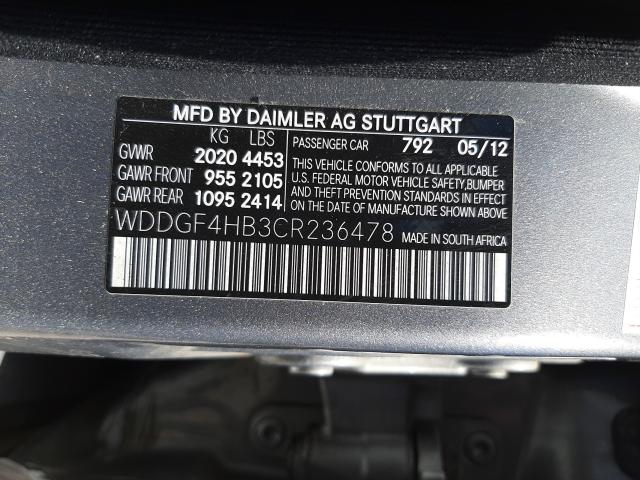 MFD BY DAIMLER AG STUTTGART
KG LBS
GVWR 2020 4453
GAWR FRONT 955 2105
GAWR REAR 1095 2414
PASSENGER CAR 792 05/12
THIS VEHICLE CONFORMS TO ALL APPLICABLE
U.S. FEDERAL MOTOR VEHICLE SAFETY, BUMPER
AND THEFT PREVENTION STANDARDS IN EFFECT
ON THE DATE OF MANUFACTURE SHOWN ABOVE.
WDDGF4HB3CR236478 MADE IN SOUTH AFRICA